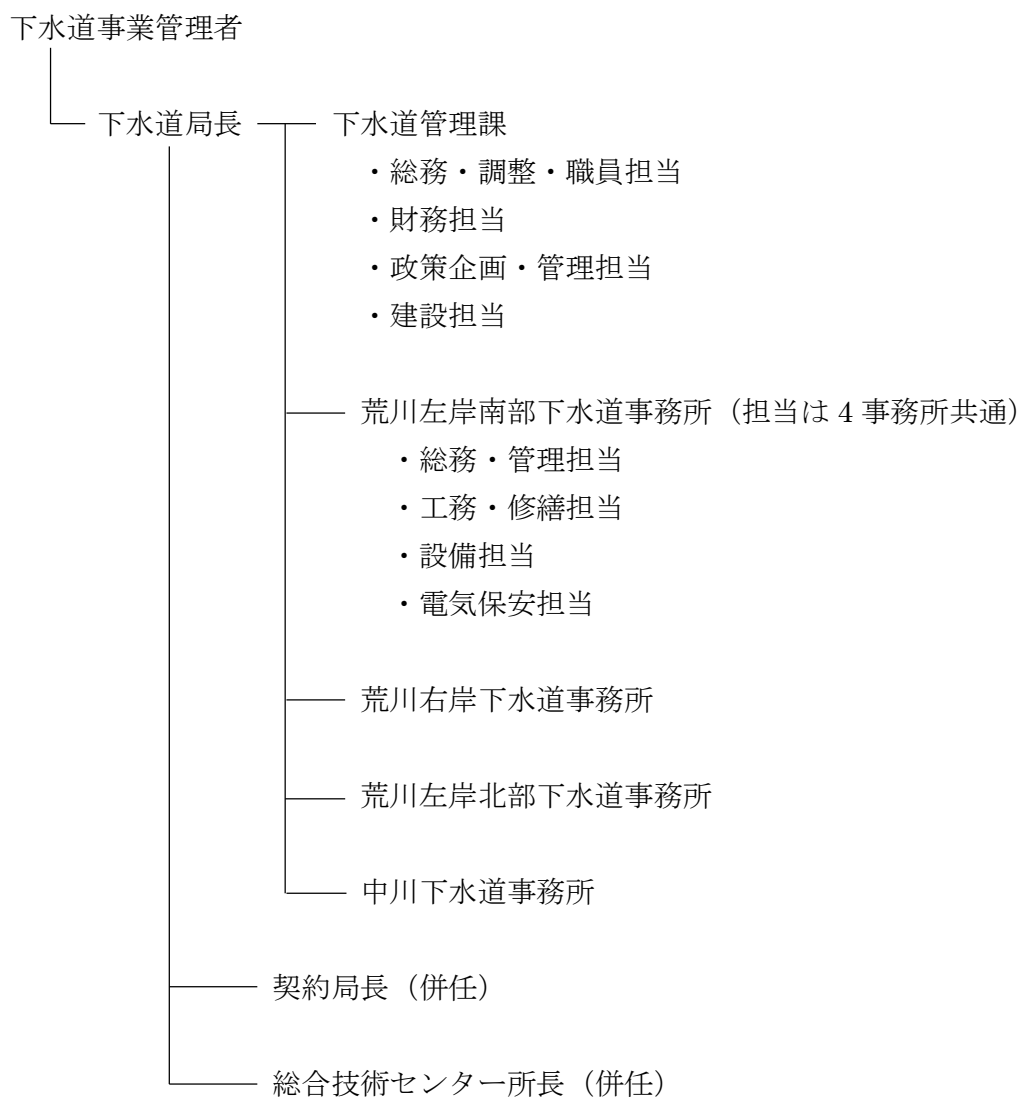 下水道事業管理者
下水道局長
下水道管理課
・総務・調整・職員担当
・財務担当
・政策企画・管理担当
・建設担当
荒川左岸南部下水道事務所（担当は 4 事務所共通）
・総務・管理担当
・工務・修繕担当
・設備担当
・電気保安担当
荒川右岸下水道事務所
荒川左岸北部下水道事務所
中川下水道事務所
契約局長（併任）
総合技術センター所長（併任）